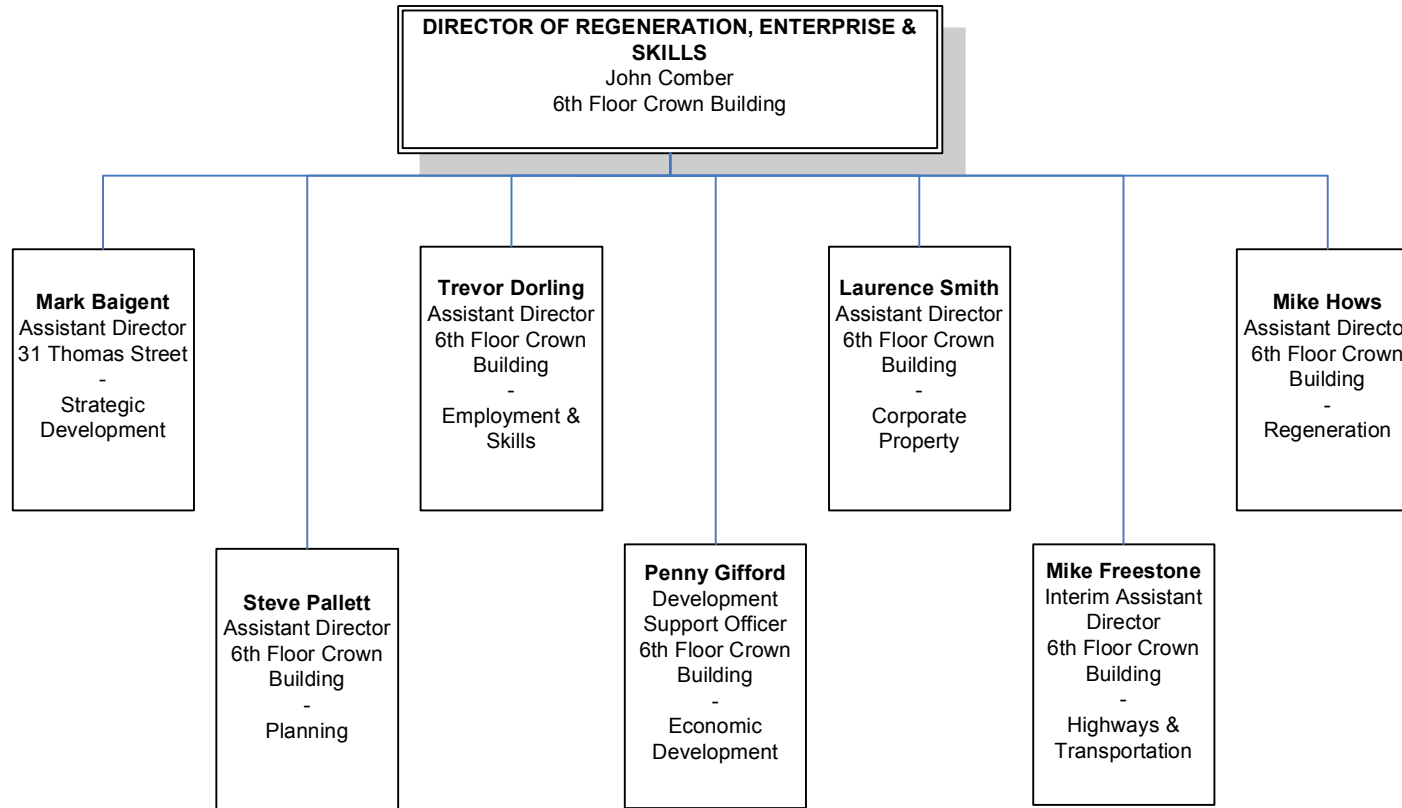 DIRECTOR OF REGENERATION, ENTERPRISE &
SKILLS
John Comber
6th Floor Crown Building
Mark Baigent
Assistant Director
31 Thomas Street
-
Strategic
Development
Trevor Dorling
Assistant Director
6th Floor Crown
Building
-
Employment &
Skills
Laurence Smith
Assistant Director
6th Floor Crown
Building
-
Corporate
Property
Mike Hows
Assistant Directo
6th Floor Crown
Building
-
Regeneration
Steve Pallett
Assistant Director
6th Floor Crown
Building
-
Planning
Penny Gifford
Development
Support Officer
6th Floor Crown
Building
-
Economic
Development
Mike Freestone
Interim Assistant
Director
6th Floor Crown
Building
-
Highways &
Transportation